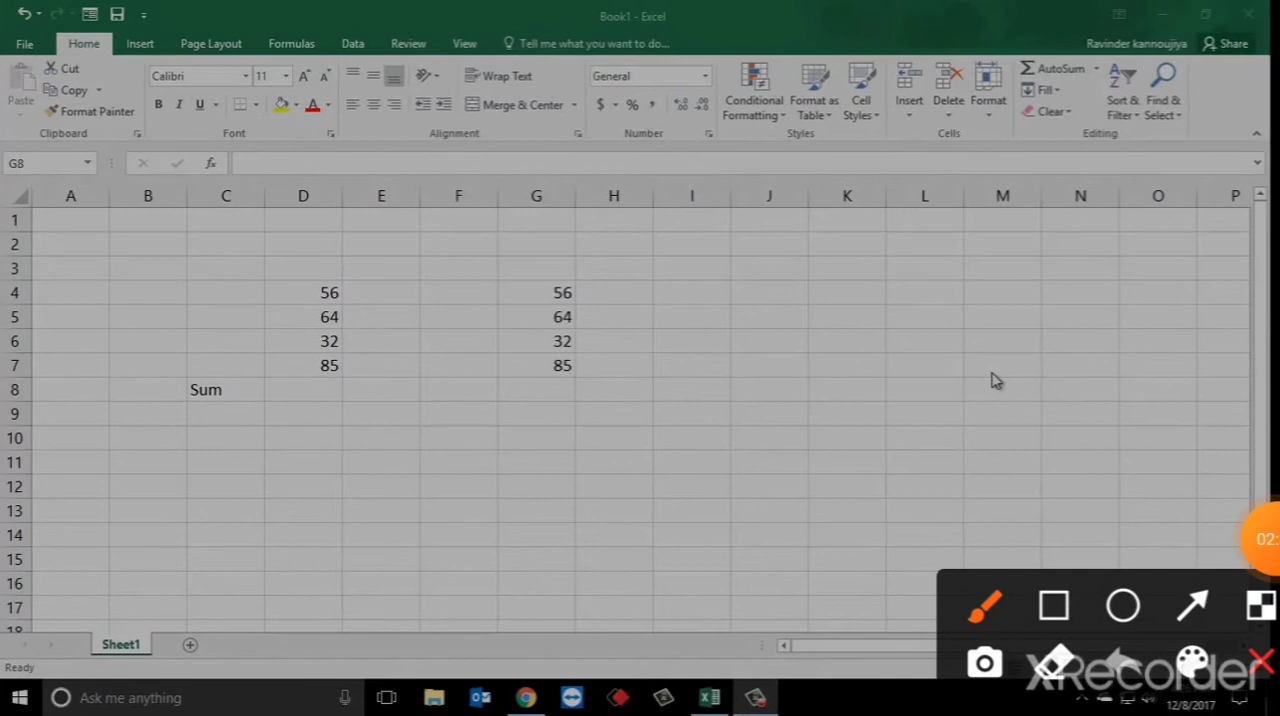 Book1 - Excel
File Home Insert Page Layout Formulas Data Review View Tell me what you want to do... Ravinder kannoujiya Share
Paste
Cut
Copy
Format Painter
Clipboard
Calibri 11
B I U
Font
Wrap Text
Merge & Center
Alignment
General
$ % ,
Number
Conditional Formatting
Format as Table
Cell Styles
Styles
Insert Delete Format
Cells
AutoSum
Fill
Clear
Sort & Filter
Find & Select
Editing
G8 fx
A B C D E F G H I J K L M N O P
1
2
3
4 56 56
5 64 64
6 32 32
7 85 85
8 Sum
9
10
11
12
13
14
15
16
17
18
02:
Sheet1
Ready
XRecorder
Ask me anything
12/8/2017